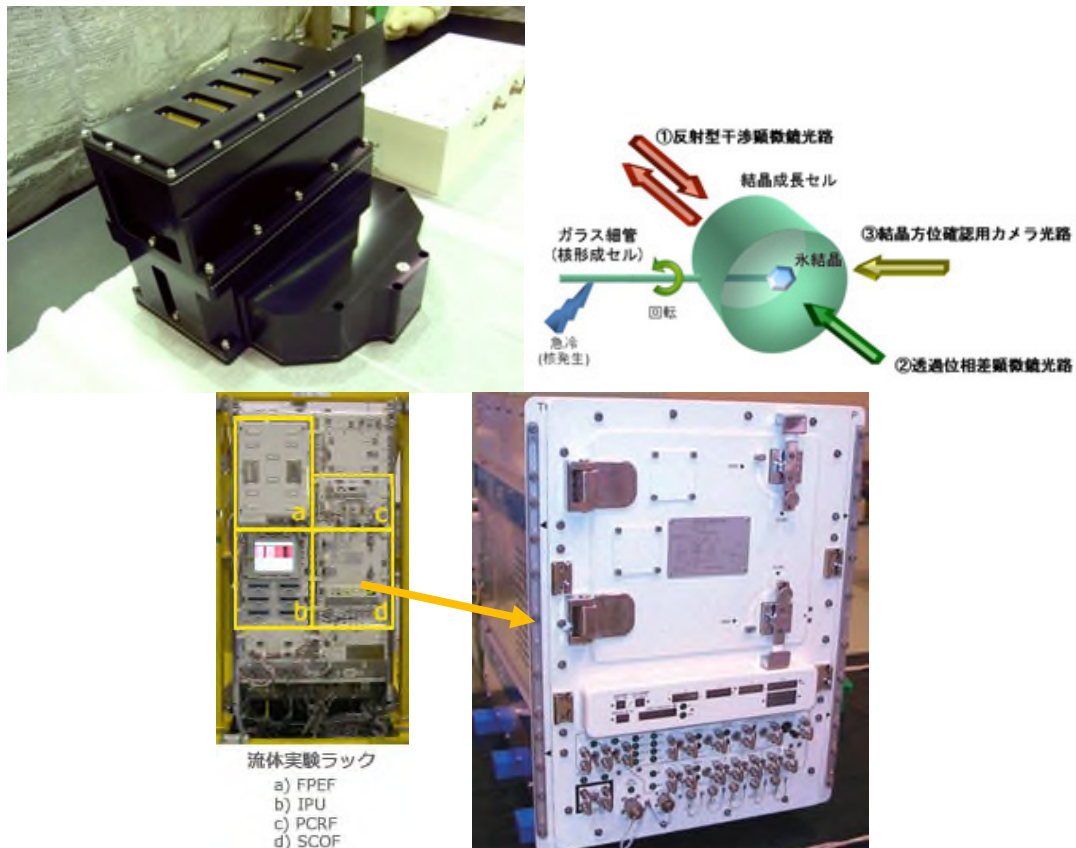 ①反射型干渉顕微鏡光路
結晶成長セル
ガラス細管
(核形成セル)
③結晶方位確認用カメラ光路
氷結晶
回転
急冷
(核発生)
②透過位相差顕微鏡光路
a
c
b
d
流体実験ラック
a) FPEF
b) IPU
c) PCRF
d) SCOF